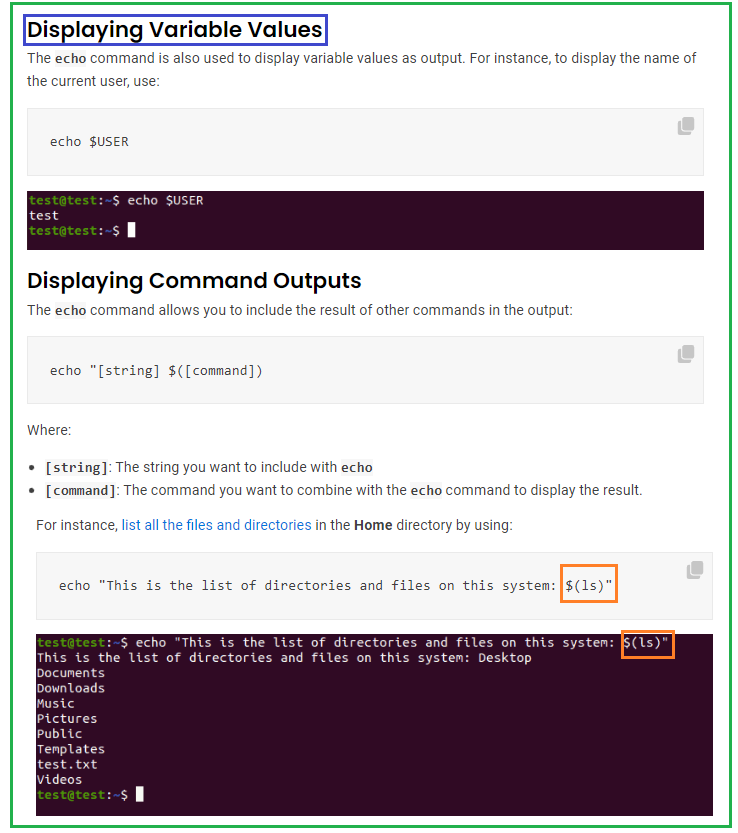 Displaying Variable Values
The echo command is also used to display variable values as output. For instance, to display the name of
the current user, use:
echo $USER
test@test:~$ echo $USER
test
test@test:~$
Displaying Command Outputs
The echo command allows you to include the result of other commands in the output:
echo "[string] $([command])
Where:
• [string]: The string you want to include with echo
• [command]: The command you want to combine with the echo command to display the result.
For instance, list all the files and directories in the Home directory by using:
echo "This is the list of directories and files on this system: $(ls)"
test@test:~$ echo "This is the list of directories and files on this system: $(ls)"
This is the list of directories and files on this system: Desktop
Documents
Downloads
Music
Pictures
Public
Templates
test.txt
Videos
test@test:~$